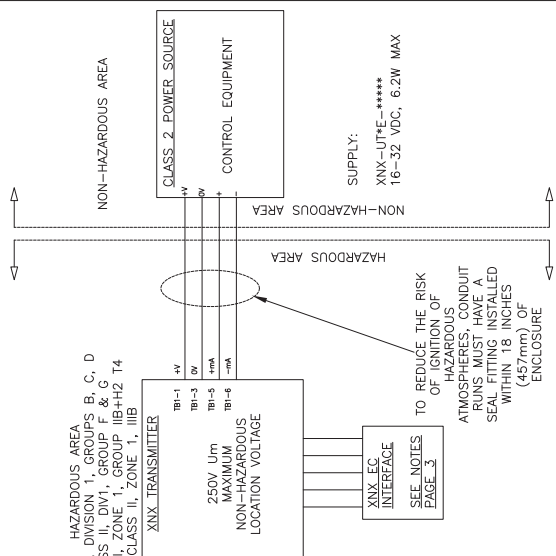 NON-HAZARDOUS AREA
CLASS 2 POWER SOURCE
CONTROL EQUIPMENT
+V
0V
+
-
SUPPLY:
XNX-UT*E-*****
16-32 VDC, 6.2W MAX
NON-HAZARDOUS AREA
HAZARDOUS AREA
HAZARDOUS AREA
DIVISION 1, GROUPS B, C, D
SS II, DIV1, GROUP F & G
I, ZONE 1, GROUP IIB+H2 T4
CLASS II, ZONE 1, IIIB
XNX TRANSMITTER
TB1-1 +V
TB1-3 0V
TB1-5 +mA
TB1-6 -mA
250V Um
MAXIMUM
NON-HAZARDOUS
LOCATION VOLTAGE
TO REDUCE THE RISK
OF IGNITION OF
HAZARDOUS
ATMOSPHERES, CONDUIT
RUNS MUST HAVE A
SEAL FITTING INSTALLED
WITHIN 18 INCHES
(457mm) OF
ENCLOSURE
XNX EC
INTERFACE
SEE NOTES
PAGE 3